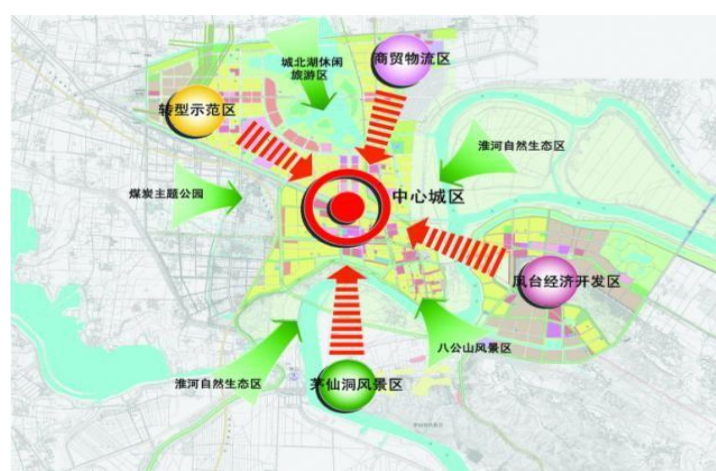 城北湖休闲
旅游区
商贸物流区
转型示范区
淮河自然生态区
煤炭主题公园
中心城区
凤台经济开发区
八公山风景区
淮河自然生态区
茅仙洞风景区